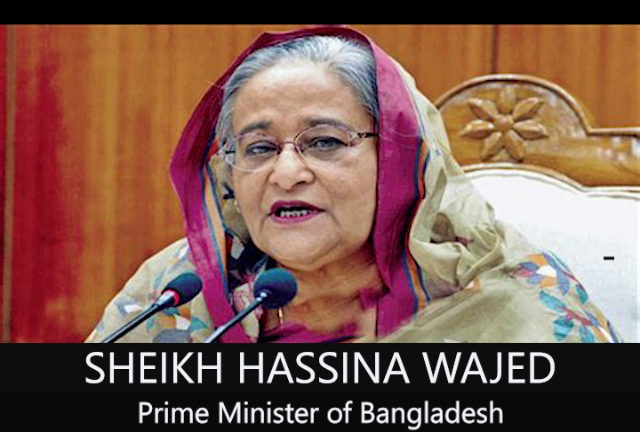 SHEIKH HASSINA WAJED
Prime Minister of Bangladesh